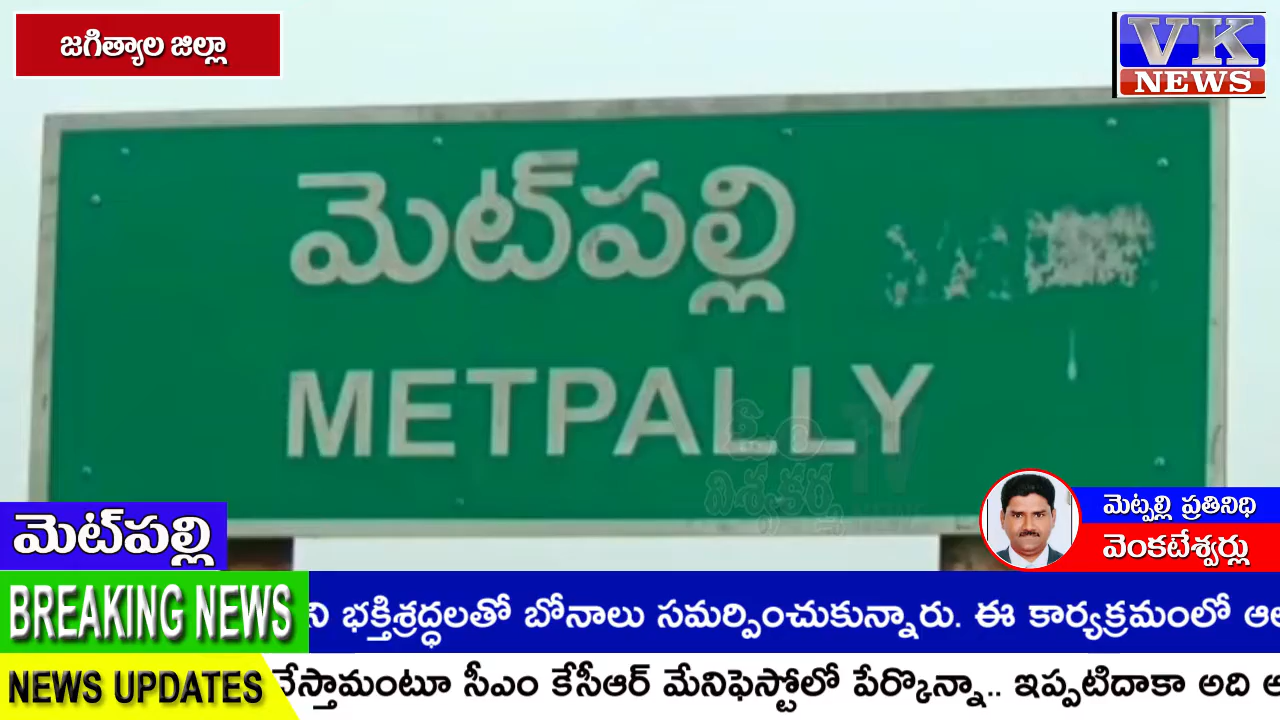 జగిత్యాల జిల్లా
VK
NEWS
మెట్‌పల్లి
METPALLY
మెట్పల్లి ప్రతినిధి
వెంకటేశ్వర్లు
మెట్‌పల్లి
BREAKING NEWS
ని భక్తిశ్రద్ధలతో బోనాలు సమర్పించుకున్నారు. ఈ కార్యక్రమంలో
NEWS UPDATES
చేస్తామంటూ సీఎం కేసీఆర్ మేనిఫెస్టోలో పేర్కొన్నా.. ఇప్పటిదాకా అది